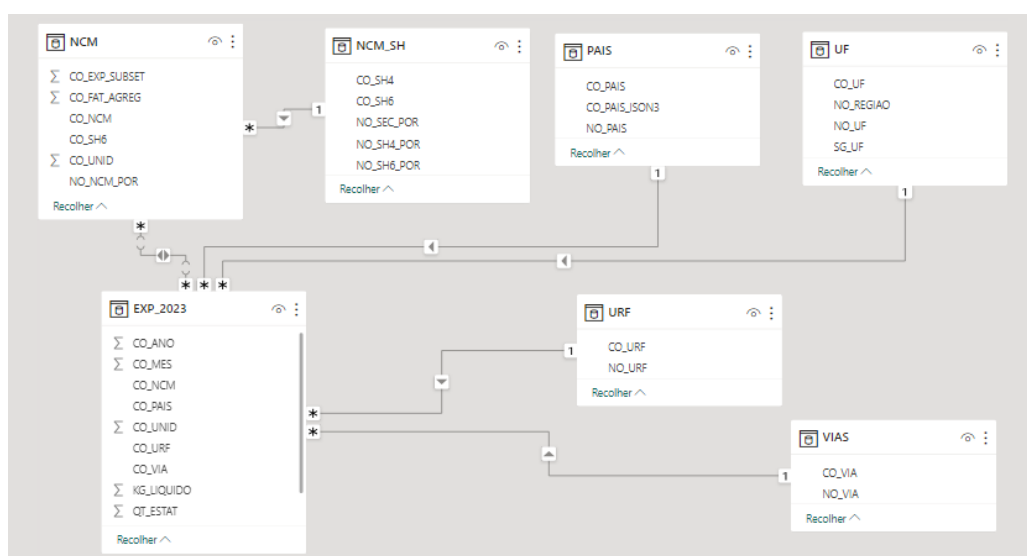 NCM
CO_EXP_SUBSET
CO_FAT_AGREG
CO_NCM
CO_SH6
CO_UNID
NO_NCM_POR
Recolher
*
1
NCM_SH
CO_SH4
CO_SH6
NO_SEC_POR
NO_SH4_POR
NO_SH6_POR
Recolher
PAIS
CO_PAIS
CO_PAIS_ISON3
NO_PAIS
Recolher
1
UF
CO_UF
NO_REGIAO
NO_UF
SG_UF
Recolher
1
*
* * *
EXP_2023
Σ CO_ANO
Σ CO_MES
CO_NCM
CO_PAIS
Σ CO_UNID
CO_URF
CO_VIA
Σ KG_LIQUIDO
Σ QT_ESTAT
Recolher
*
*
1
URF
CO_URF
NO_URF
Recolher
1
VIAS
CO_VIA
NO_VIA
Recolher